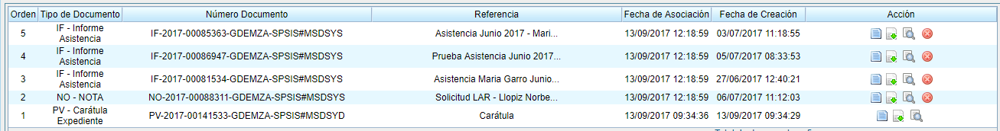 Orden Tipo de Documento Número Documento Referencia Fecha de Asociación Fecha de Creación Acción
5 IF - Informe Asistencia IF-2017-00085363-GDEMZA-SPSIS#MSDSYS Asistencia Junio 2017 - Mari... 13/09/2017 12:18:59 03/07/2017 11:18:55
4 IF - Informe Asistencia IF-2017-00086947-GDEMZA-SPSIS#MSDSYS Prueba Asistencia Junio 2017... 13/09/2017 12:18:59 05/07/2017 08:33:53
3 IF - Informe Asistencia IF-2017-00081534-GDEMZA-SPSIS#MSDSYS Asistencia Maria Garro Junio... 13/09/2017 12:18:59 27/06/2017 12:40:21
2 NO - NOTA NO-2017-00088311-GDEMZA-SPSIS#MSDSYS Solicitud LAR - Llopiz Norbe... 13/09/2017 12:18:59 06/07/2017 11:12:03
1 PV - Carátula Expediente PV-2017-00141533-GDEMZA-SPSIS#MSDSYD Carátula 13/09/2017 09:34:36 13/09/2017 09:34:29